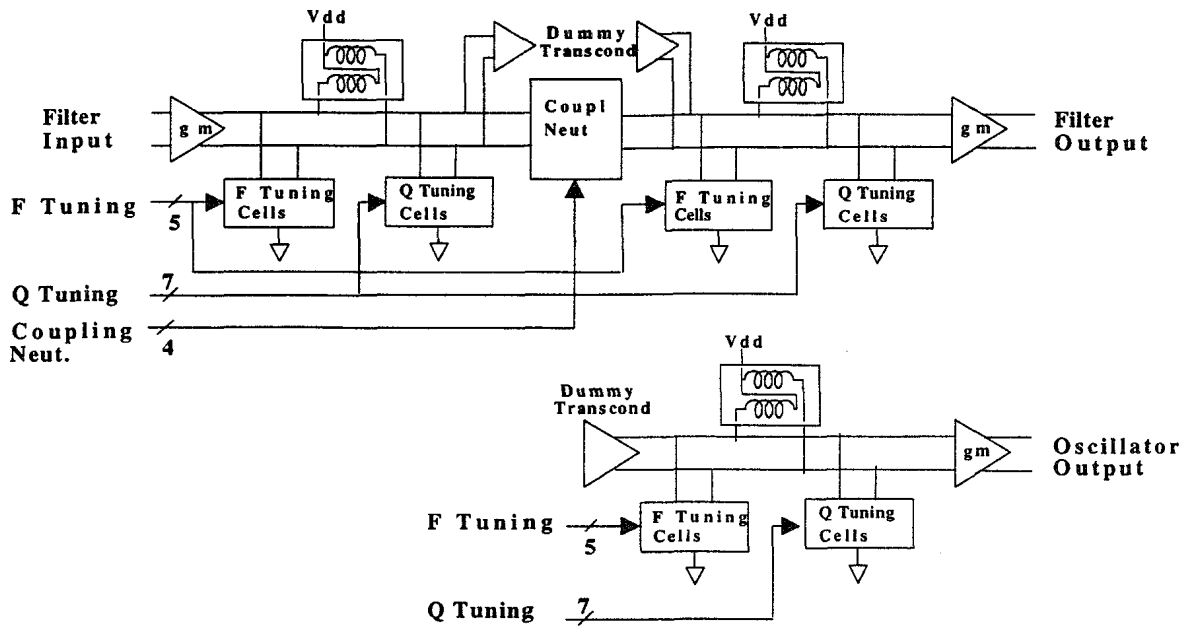 Vdd
Dummy
Transcond
Vdd
Filter
Input
gm
Coupl
Neut
gm
Filter
Output
F Tuning
5
F Tuning
Cells
Q Tuning
Cells
F Tuning
Cells
Q Tuning
Cells
Q Tuning
7
Coupling
Neut.
4
Vdd
Dummy
Transcond
gm
Oscillator
Output
F Tuning
5
F Tuning
Cells
Q Tuning
Cells
Q Tuning
7